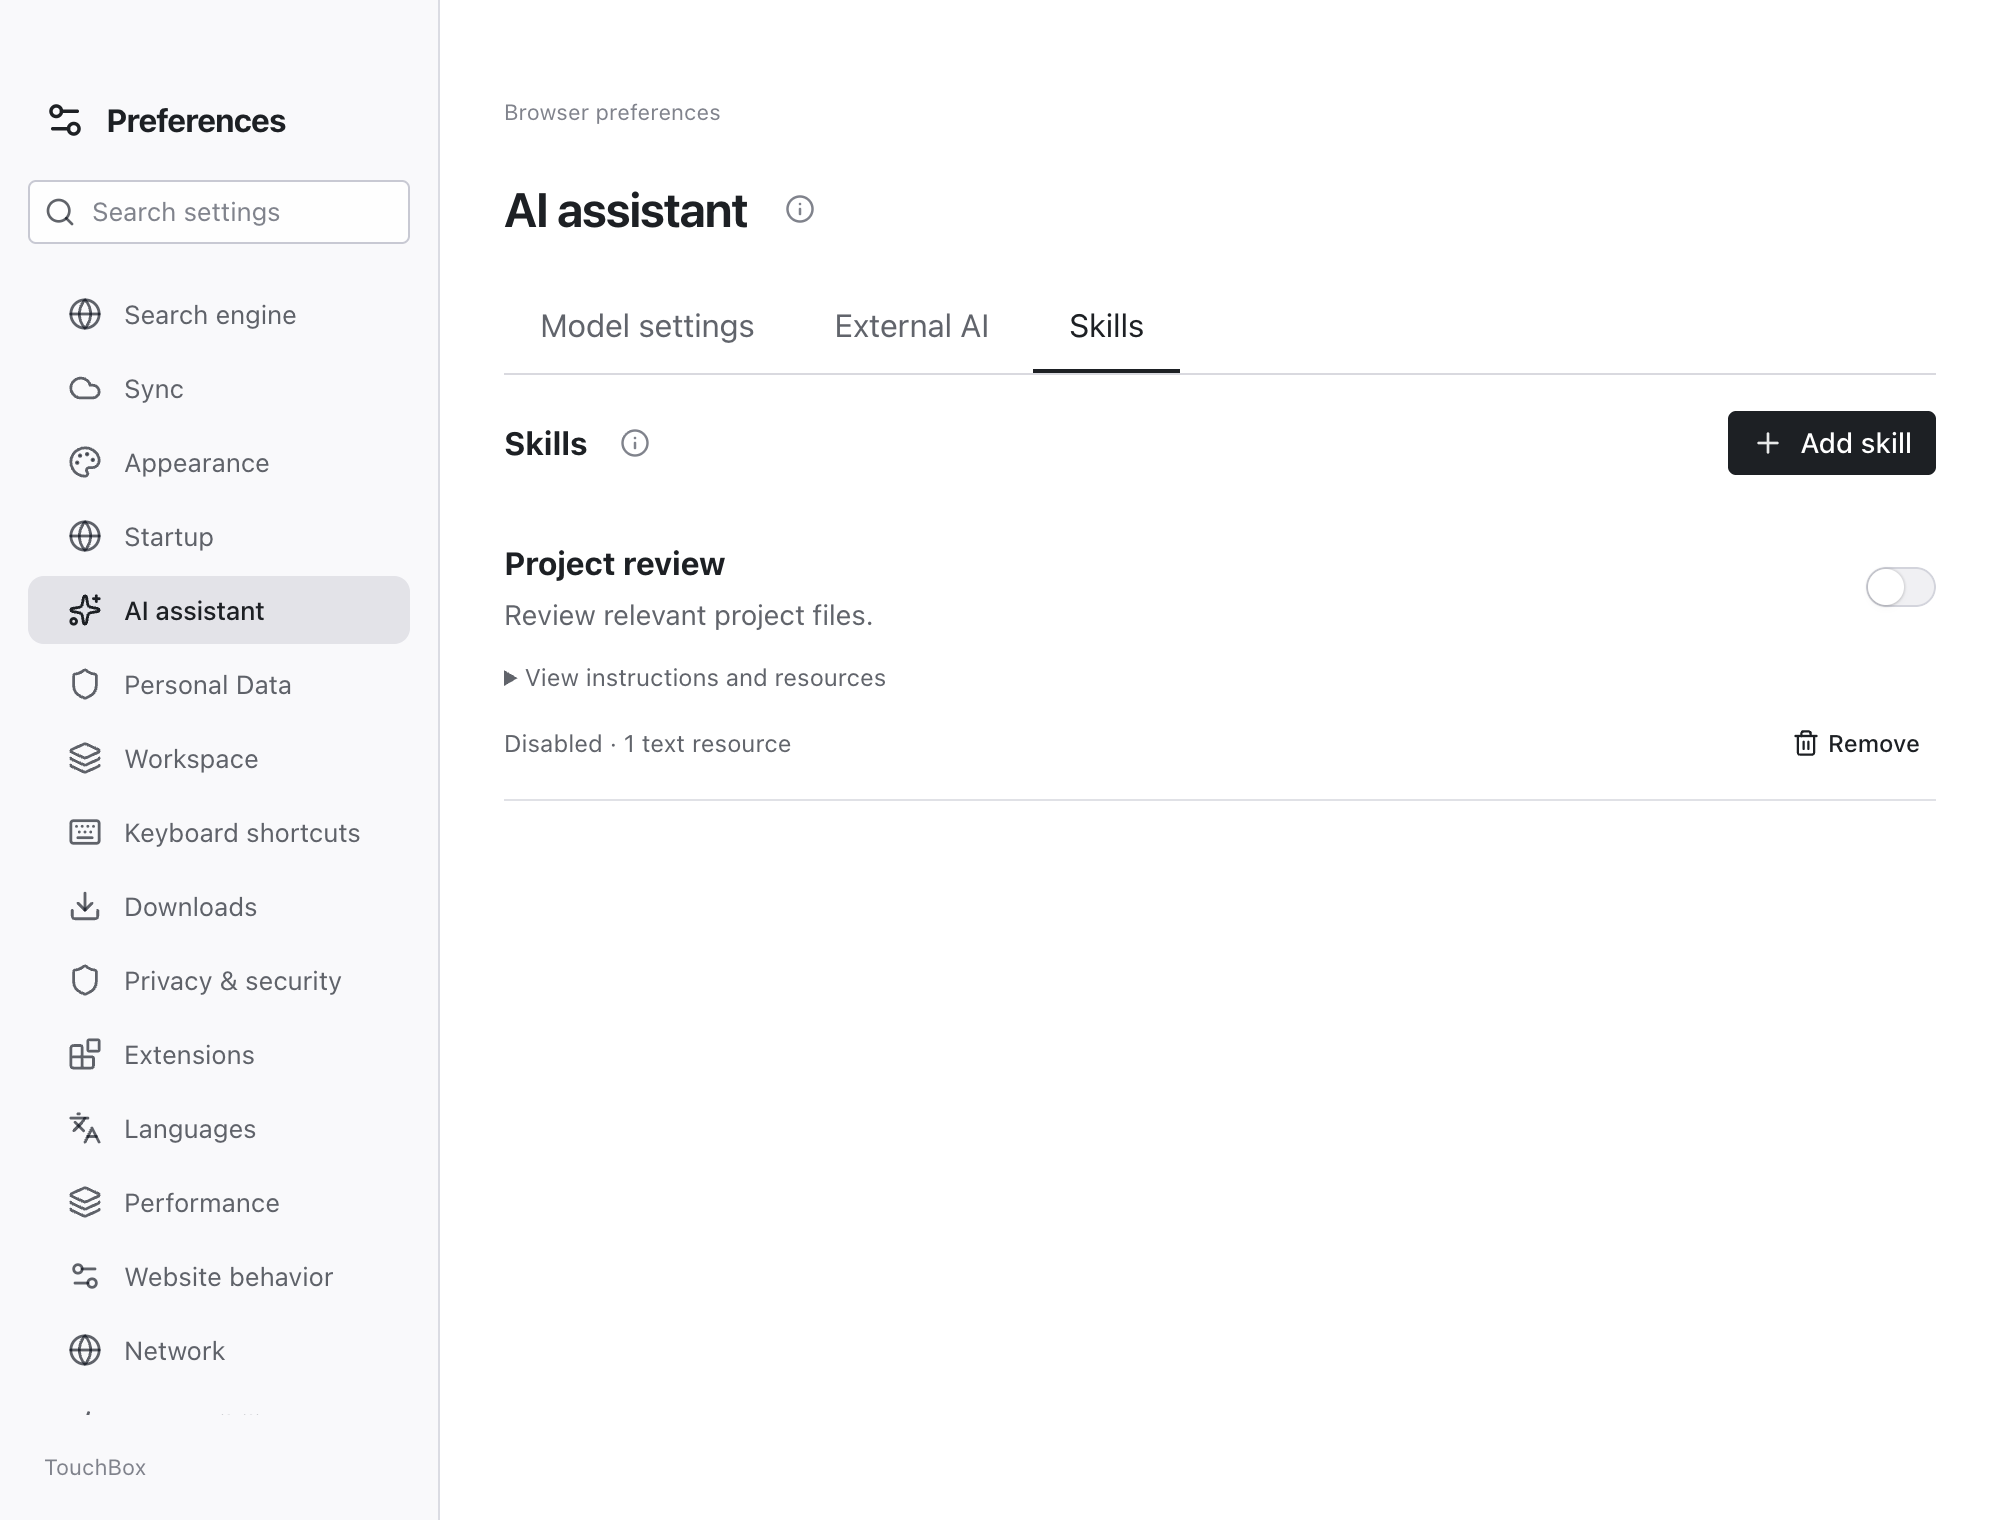 Preferences
Search settings
Search engine
Sync
Appearance
Startup
AI assistant
Personal Data
Workspace
Keyboard shortcuts
Downloads
Privacy & security
Extensions
Languages
Performance
Website behavior
Network
TouchBox
Browser preferences
AI assistant
Model settings
External AI
Skills
Skills
Add skill
Project review
Review relevant project files.
View instructions and resources
Disabled · 1 text resource
Remove